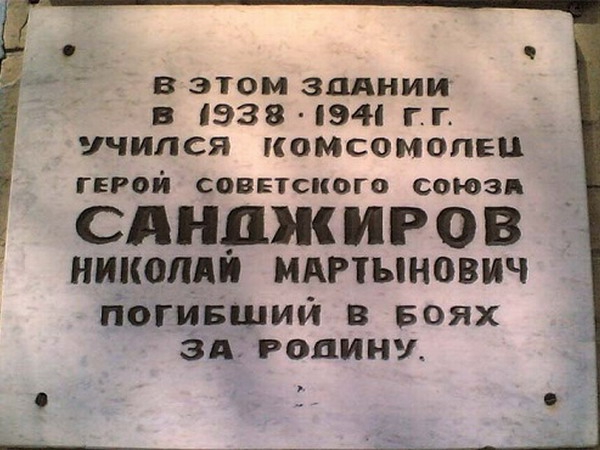 В ЭТОМ ЗДАНИИ
В 1938 · 1941 Г.Г.
УЧИЛСЯ КОМСОМОЛЕЦ
ГЕРОЙ СОВЕТСКОГО СОЮЗА
САНДЖИРОВ
НИКОЛАЙ МАРТЫНОВИЧ
ПОГИБШИЙ В БОЯХ
ЗА РОДИНУ.